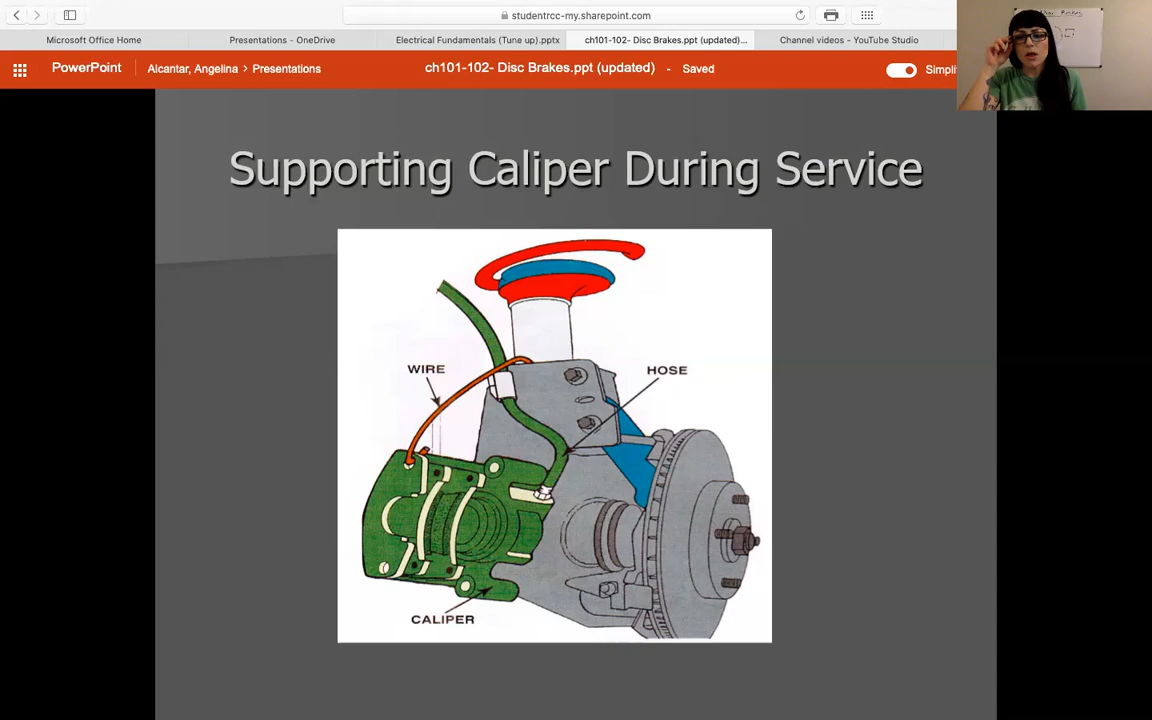 studentrcc-my.sharepoint.com
Microsoft Office Home
Presentations - OneDrive
Electrical Fundamentals (Tune up).pptx
ch101-102- Disc Brakes.ppt (updated)...
Channel videos - YouTube Studio
PowerPoint
Alcantar, Angelina > Presentations
ch101-102- Disc Brakes.ppt (updated) - Saved
Simplif
Supporting Caliper During Service
WIRE
HOSE
CALIPER